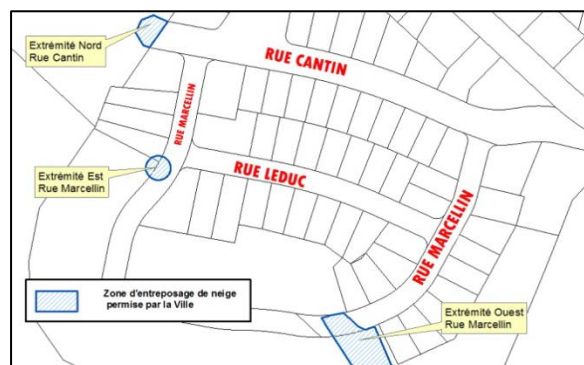 Extrémité Nord
Rue Cantin
RUE CANTIN
RUE MARCELLIN
Extrémité Est
Rue Marcellin
RUE LEDUC
RUE MARCELLIN
Zone d'entreposage de neige
permise par la Ville
Extrémité Ouest
Rue Marcellin